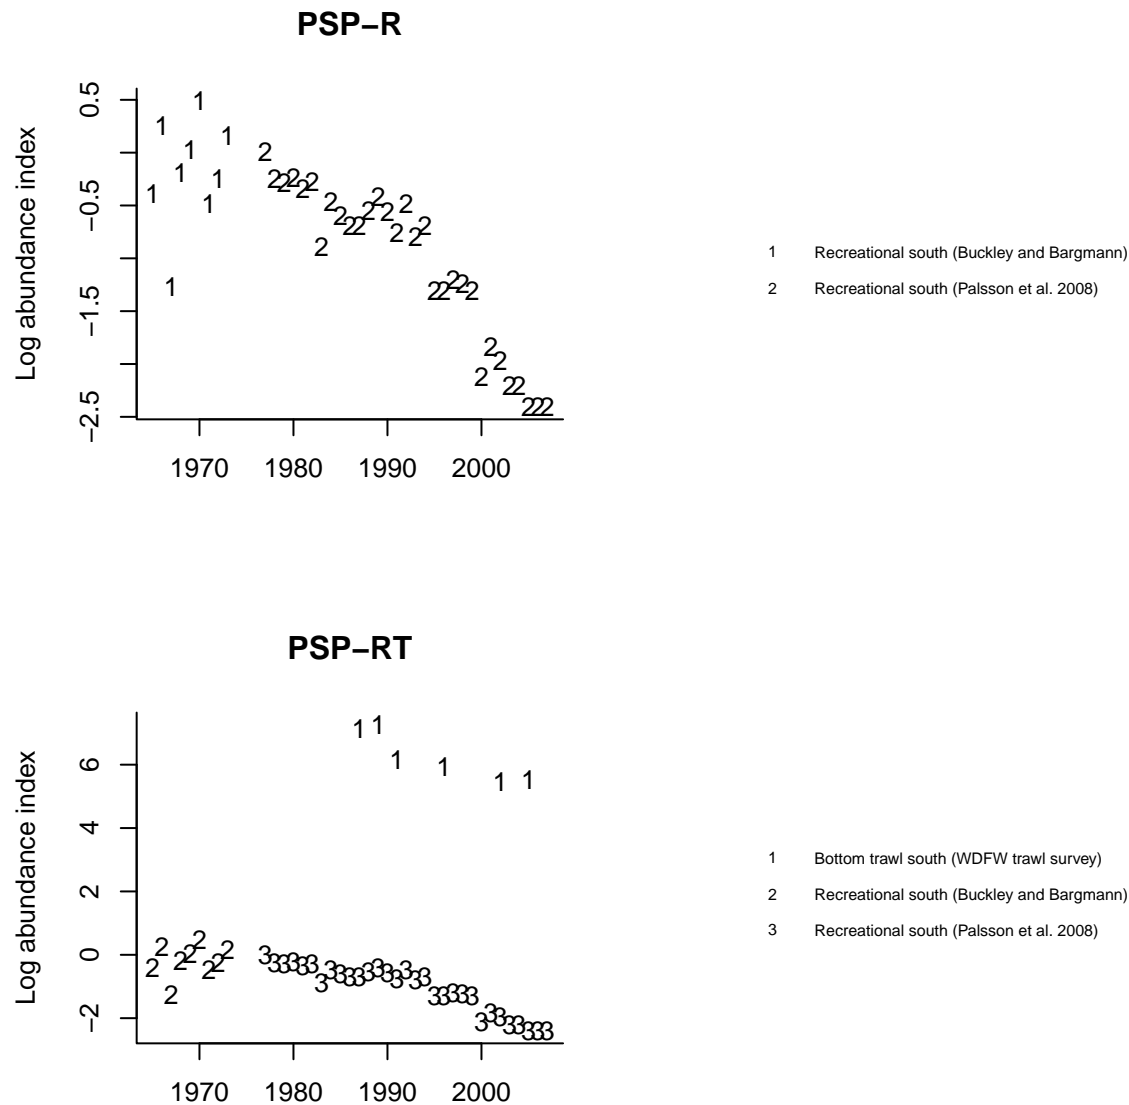 PSP−R
Log abundance index
0.5
−0.5
−1.5
−2.5
1970 1980 1990 2000
1 Recreational south (Buckley and Bargmann)
2 Recreational south (Palsson et al. 2008)
PSP−RT
Log abundance index
6
4
2
0
−2
1970 1980 1990 2000
1 Bottom trawl south (WDFW trawl survey)
2 Recreational south (Buckley and Bargmann)
3 Recreational south (Palsson et al. 2008)